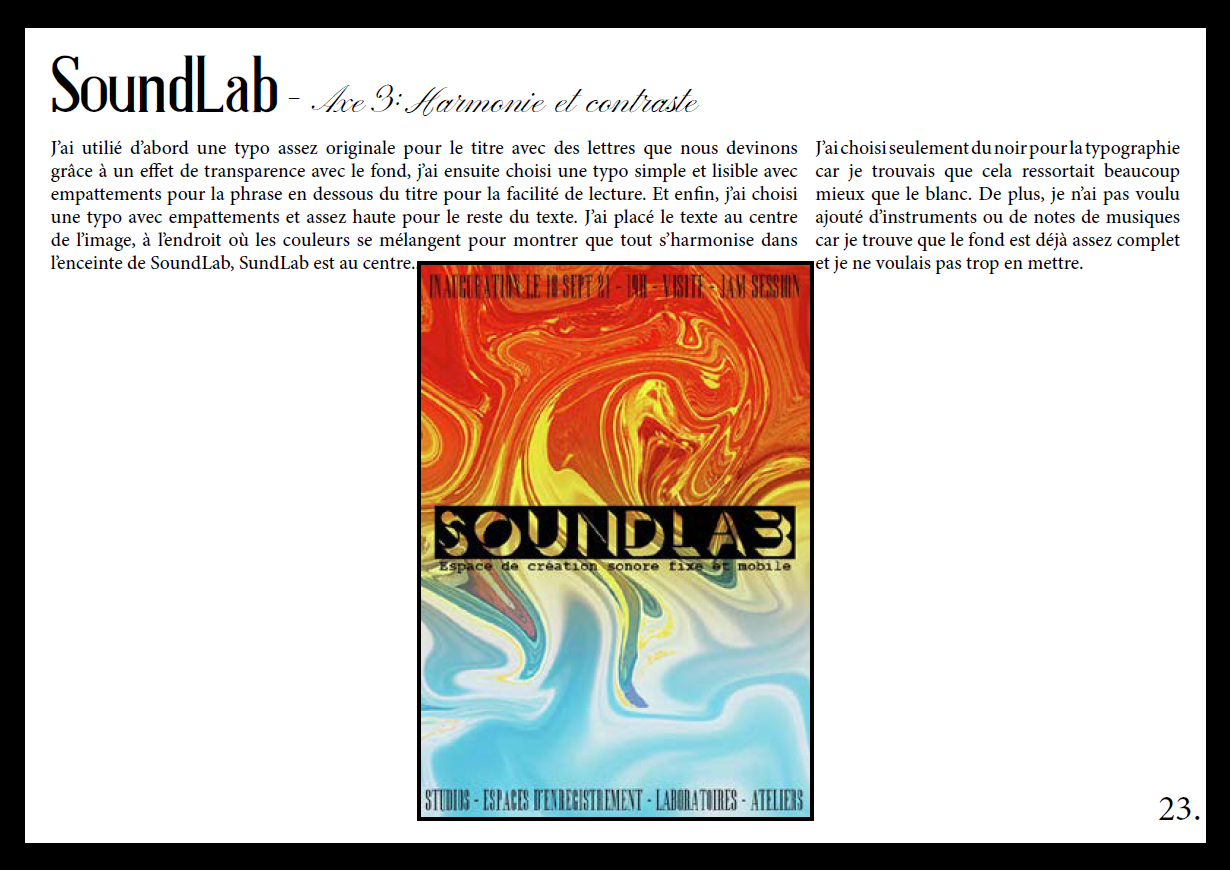 SoundLab - Axe 3: Harmonie et contraste
J'ai utilié d'abord une typo assez originale pour le titre avec des lettres que nous devinons
grâce à un effet de transparence avec le fond, j'ai ensuite choisi une typo simple et lisible avec
empattements pour la phrase en dessous du titre pour la facilité de lecture. Et enfin, j'ai choisi
une typo avec empattements et assez haute pour le reste du texte. J'ai placé le texte au centre
de l'image, à l'endroit où les couleurs se mélangent pour montrer que tout s'harmonise dans
l'enceinte de SoundLab, SundLab est au centre.
J'ai choisi seulement du noir pour la typographie
car je trouvais que cela ressortait beaucoup
mieux que le blanc. De plus, je n'ai pas voulu
ajouté d'instruments ou de notes de musiques
car je trouve que le fond est déjà assez complet
et je ne voulais pas trop en mettre.
INAUGURATION LE 18 SEPT 21 - 19H - VISITE - JAM SESSION
SOUNDLAB
Espace de création sonore fixe et mobile
STUDIOS - ESPACES D'ENREGISTREMENT - LABORATOIRES - ATELIERS
23.